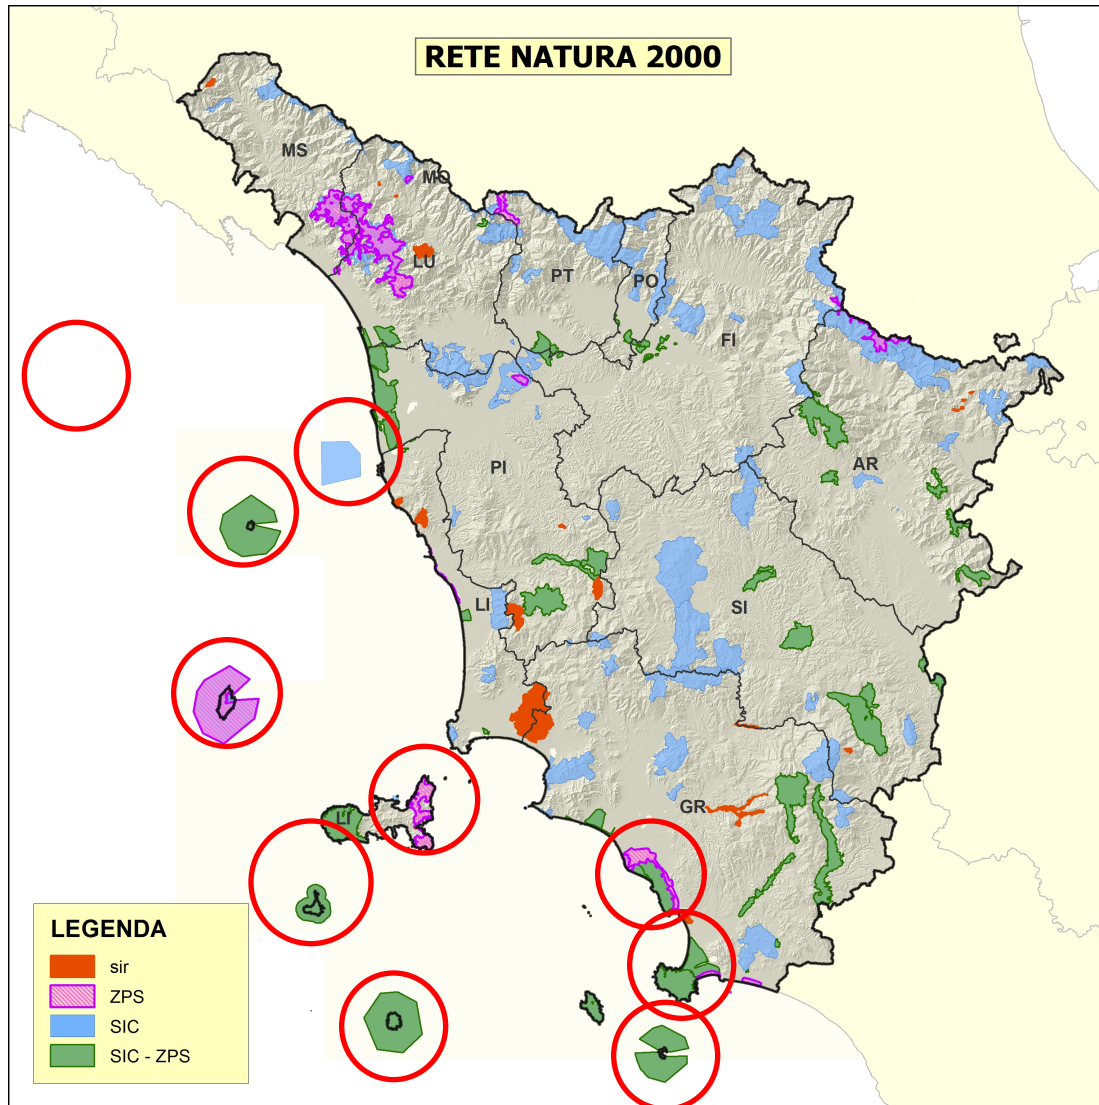 RETE NATURA 2000
MS
MO
LU
PT
PO
FI
PI
AR
LI
SI
GR
LI
LEGENDA
sir
ZPS
SIC
SIC - ZPS